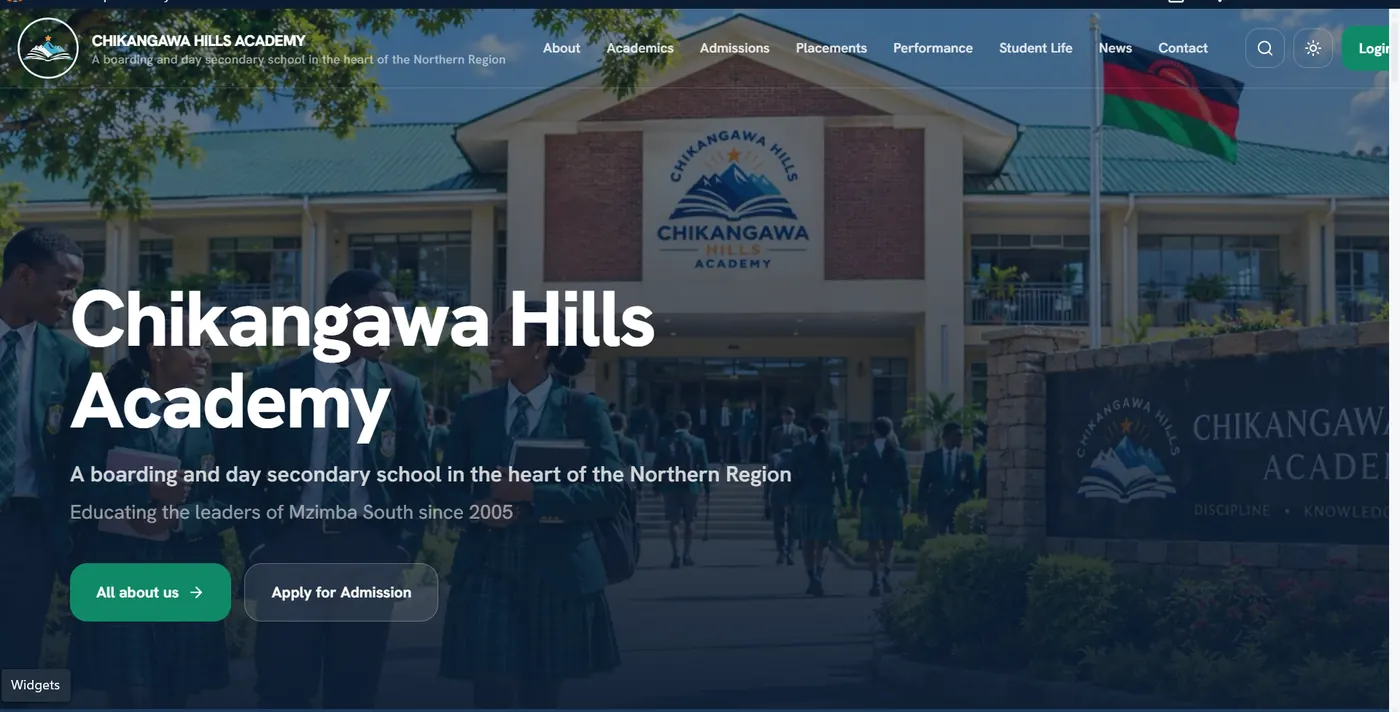 CHIKANGAWA HILLS ACADEMY
A boarding and day secondary school in the heart of the Northern Region
About Academics Admissions Placements Performance Student Life News Contact
CHIKANGAWA HILLS
CHIKANGAWA
HILLS
ACADEMY
Chikangawa Hills
Academy
A boarding and day secondary school in the heart of the Northern Region
Educating the leaders of Mzimba South since 2005
All about us
Apply for Admission
CHIKANGAWA HILLS
DISCIPLINE •
Widgets